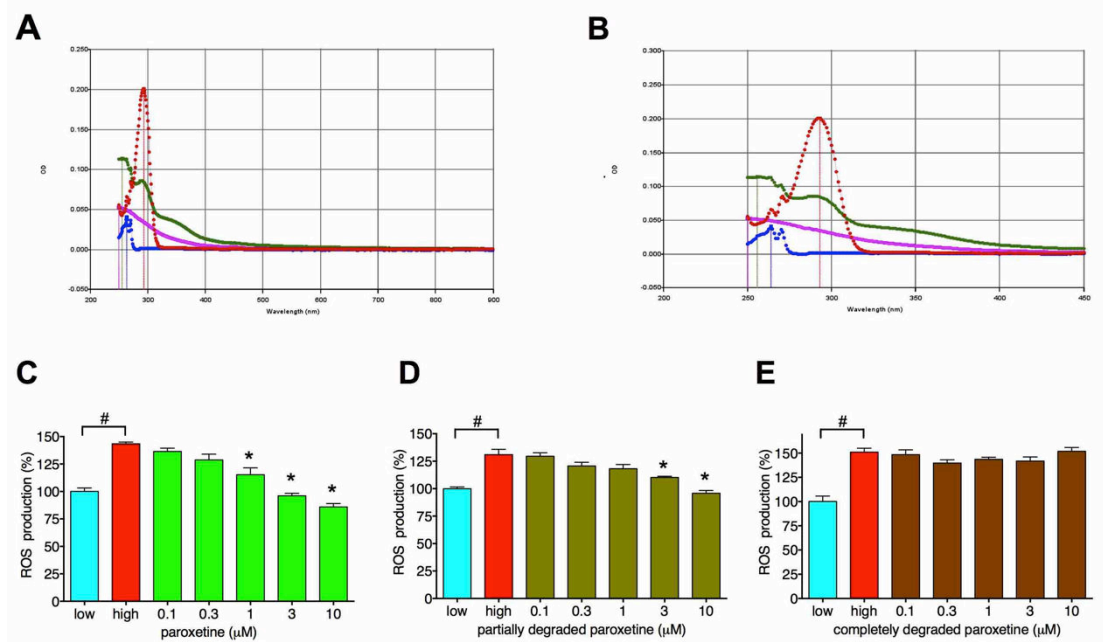 A
0.250
0.200
0.150
0.100
0.050
0.000
-0.050
OD
200 300 400 500 600 700 800 900
Wavelength (nm)
B
0.300
0.250
0.200
0.150
0.100
0.050
0.000
-0.050
OD
200 250 300 350 400 450
Wavelength (nm)
C
ROS production (%)
150
125
100
75
50
25
0
#
* * *
low high 0.1 0.3 1 3 10
paroxetine (μM)
D
ROS production (%)
150
125
100
75
50
25
0
#
* *
low high 0.1 0.3 1 3 10
partially degraded paroxetine (μM)
E
ROS production (%)
150
125
100
75
50
25
0
#
low high 0.1 0.3 1 3 10
completely degraded paroxetine (μM)